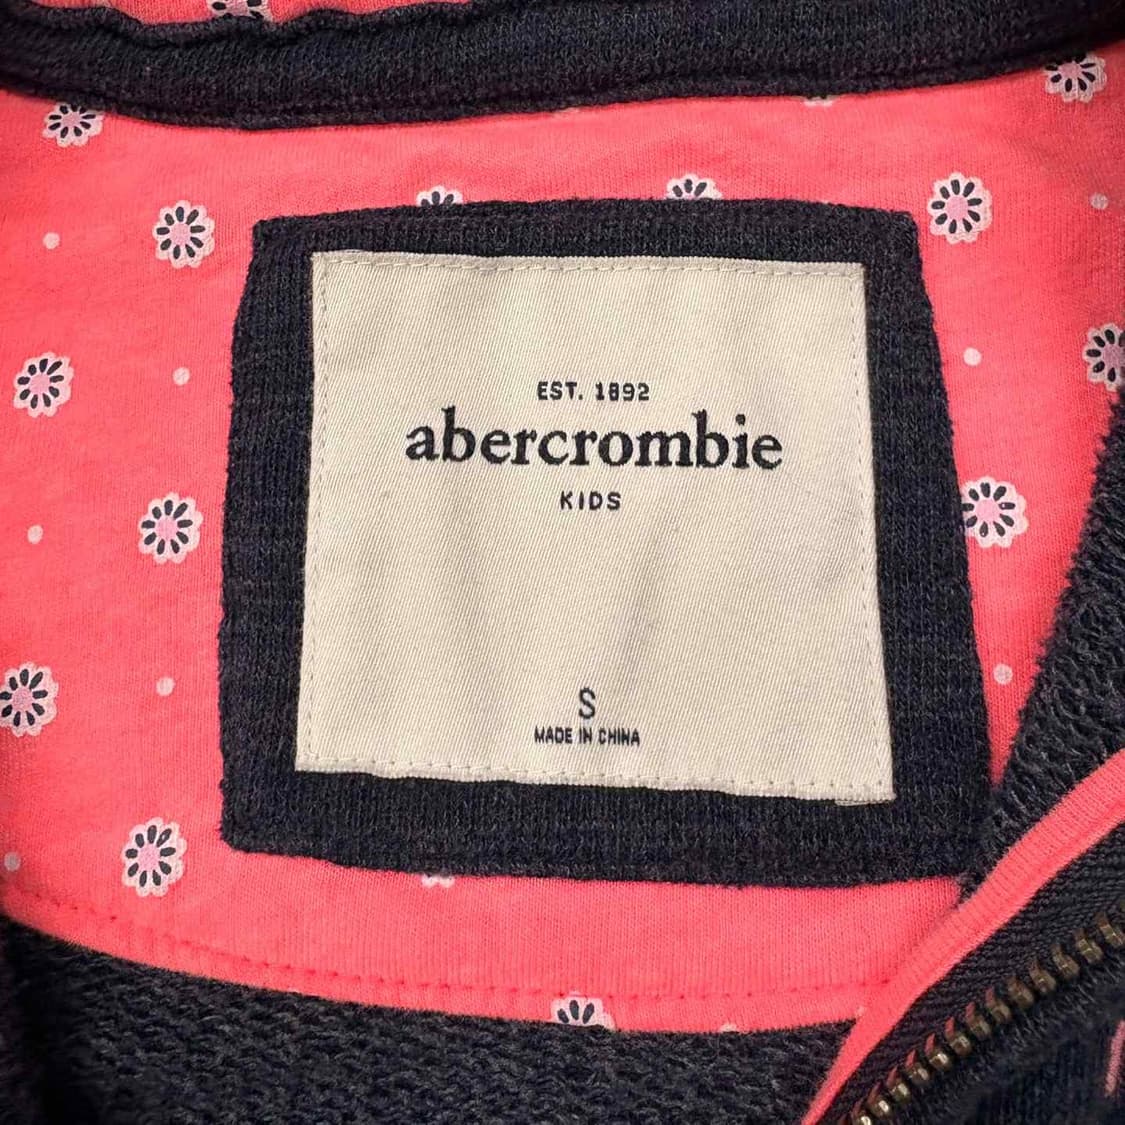 EST. 1892
abercrombie
KIDS
S
MADE IN CHINA